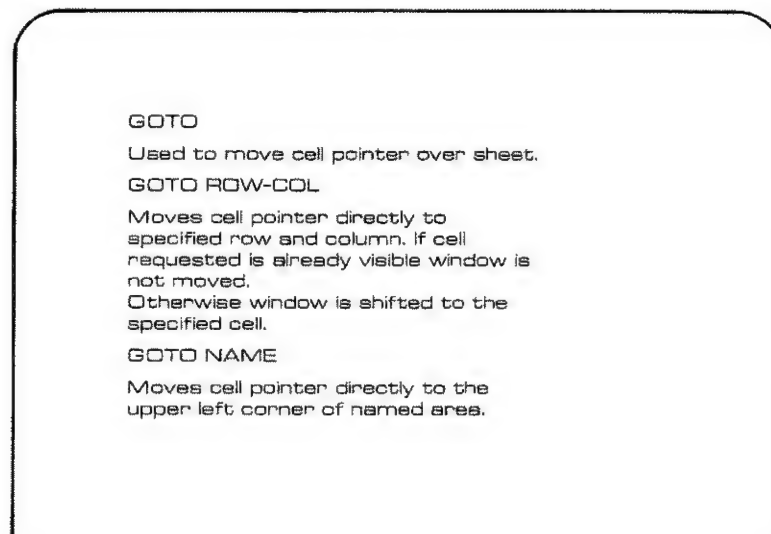 GOTO
Used to move cell pointer over sheet.
GOTO ROW-COL
Moves cell pointer directly to
specified row and column. If cell
requested is already visible window is
not moved.
Otherwise window is shifted to the
specified cell.
GOTO NAME
Moves cell pointer directly to the
upper left corner of named area.